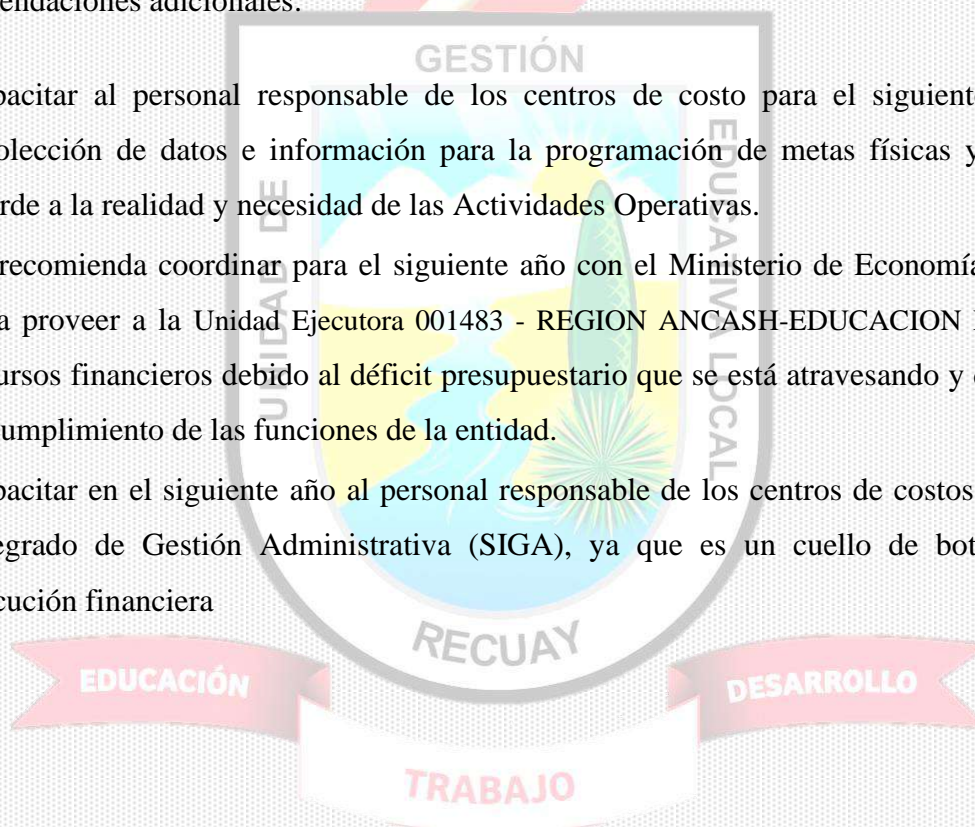 endaciones adicionales.
GESTIÓN
pacitar al personal responsable de los centros de costo para el siguient
olección de datos e información para la programación de metas físicas y
rde a la realidad y necesidad de las Actividades Operativas.
recomienda coordinar para el siguiente año con el Ministerio de Economía
a proveer a la Unidad Ejecutora 001483 - REGION ANCASH-EDUCACION
ursos financieros debido al déficit presupuestario que se está atravesando y
umplimiento de las funciones de la entidad.
pacitar en el siguiente año al personal responsable de los centros de costos
egrado de Gestión Administrativa (SIGA), ya que es un cuello de bot
cución financiera
UNIDAD DE
EDUCATIVA LOCAL
RECUAY
EDUCACIÓN
DESARROLLO
TRABAJO